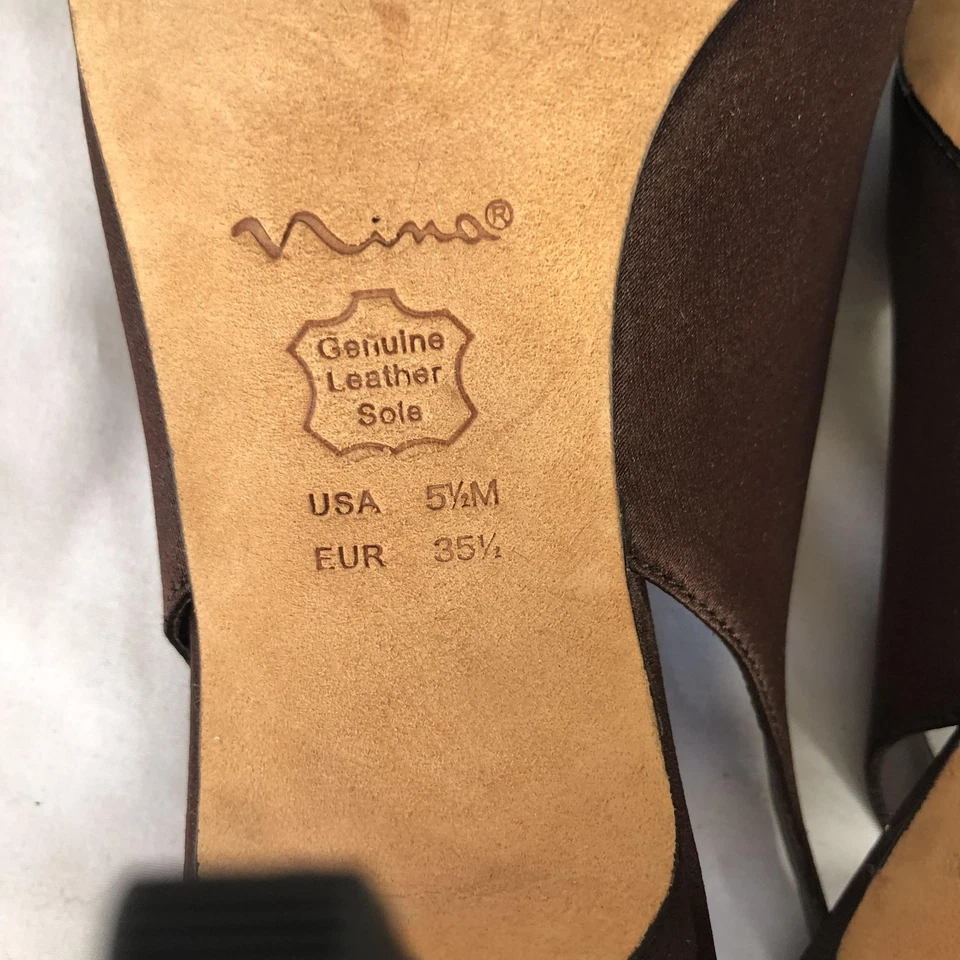 Nina®
Genuine
Leather
Sole
USA 5½M
EUR 35½